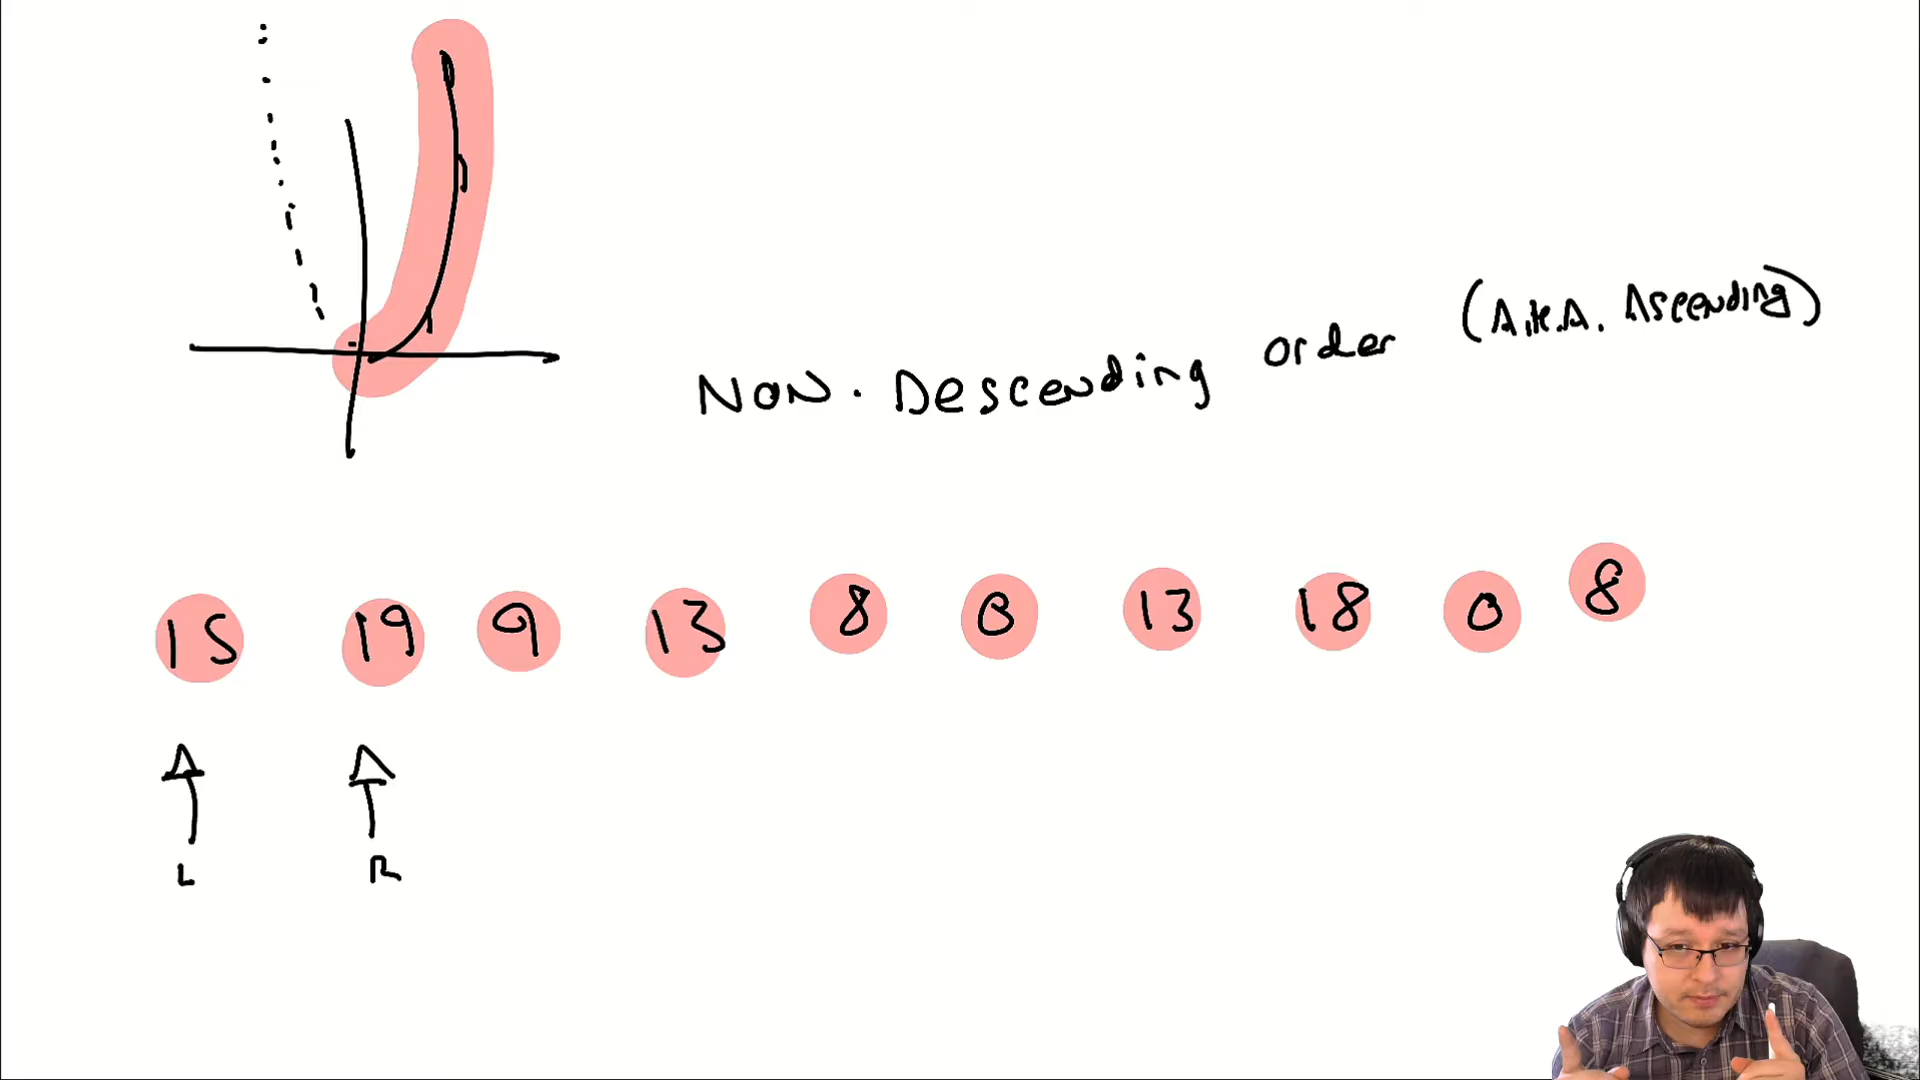 NON. Descending order (A.K.A. Ascending)
15 19 9 13 8 0 13 18 0 8
L R